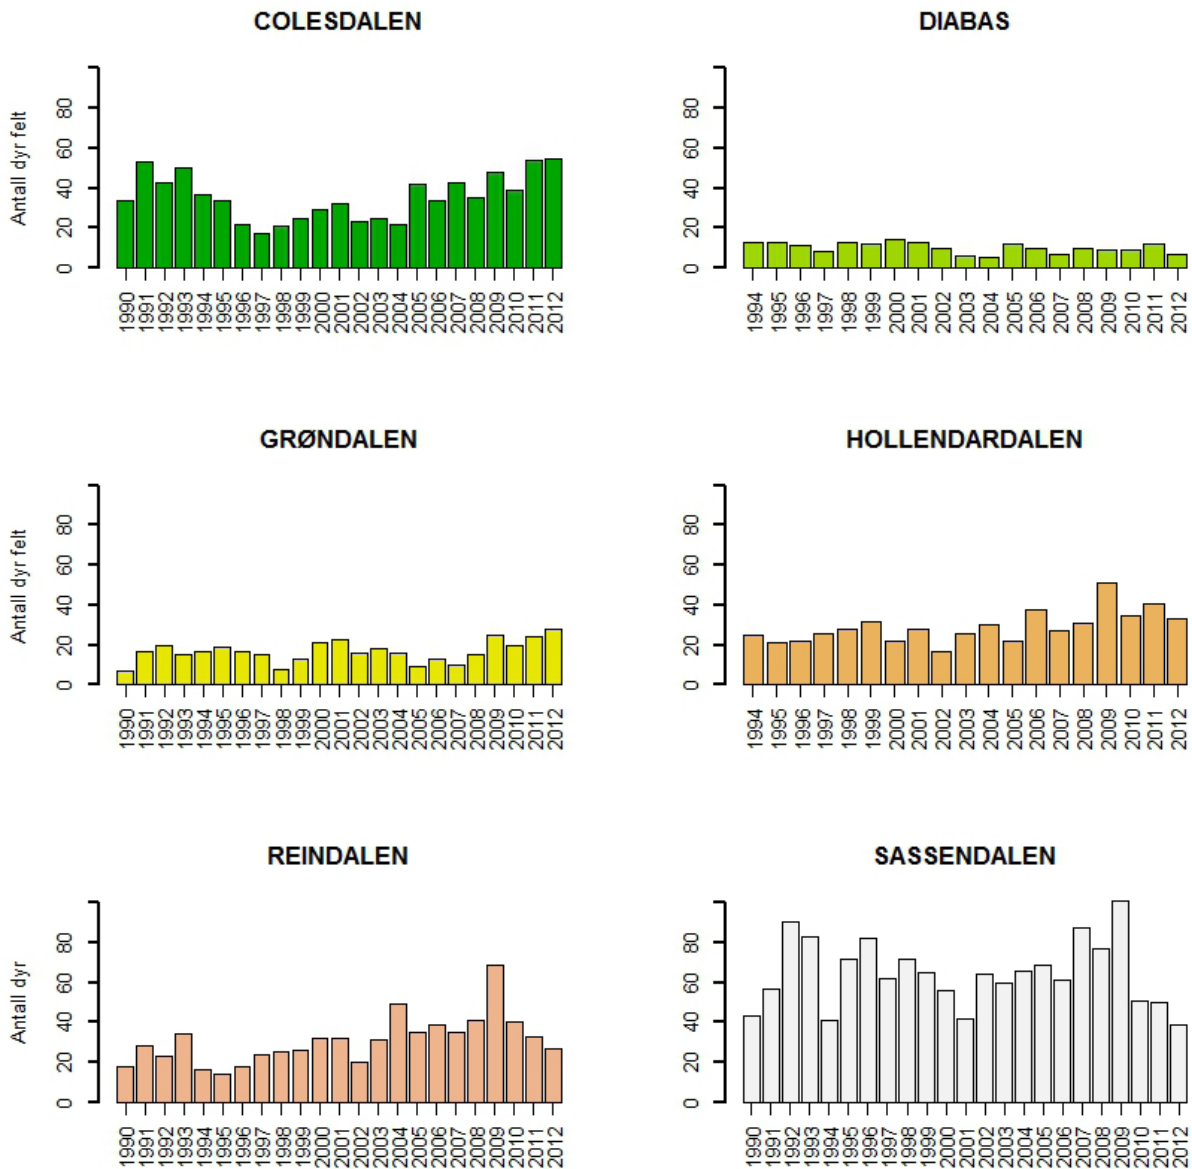 COLESDALEN
Antall dyr felt
0 20 40 60 80
1990 1991 1992 1993 1994 1995 1996 1997 1998 1999 2000 2001 2002 2003 2004 2005 2006 2007 2008 2009 2010 2011 2012
DIABAS
0 20 40 60 80
1994 1995 1996 1997 1998 1999 2000 2001 2002 2003 2004 2005 2006 2007 2008 2009 2010 2011 2012
GRØNDALEN
Antall dyr felt
0 20 40 60 80
1990 1991 1992 1993 1994 1995 1996 1997 1998 1999 2000 2001 2002 2003 2004 2005 2006 2007 2008 2009 2010 2011 2012
HOLLENDARDALEN
0 20 40 60 80
1994 1995 1996 1997 1998 1999 2000 2001 2002 2003 2004 2005 2006 2007 2008 2009 2010 2011 2012
REINDALEN
Antall dyr
0 20 40 60 80
1990 1991 1992 1993 1994 1995 1996 1997 1998 1999 2000 2001 2002 2003 2004 2005 2006 2007 2008 2009 2010 2011 2012
SASSENDALEN
0 20 40 60 80
1990 1991 1992 1993 1994 1995 1996 1997 1998 1999 2000 2001 2002 2003 2004 2005 2006 2007 2008 2009 2010 2011 2012